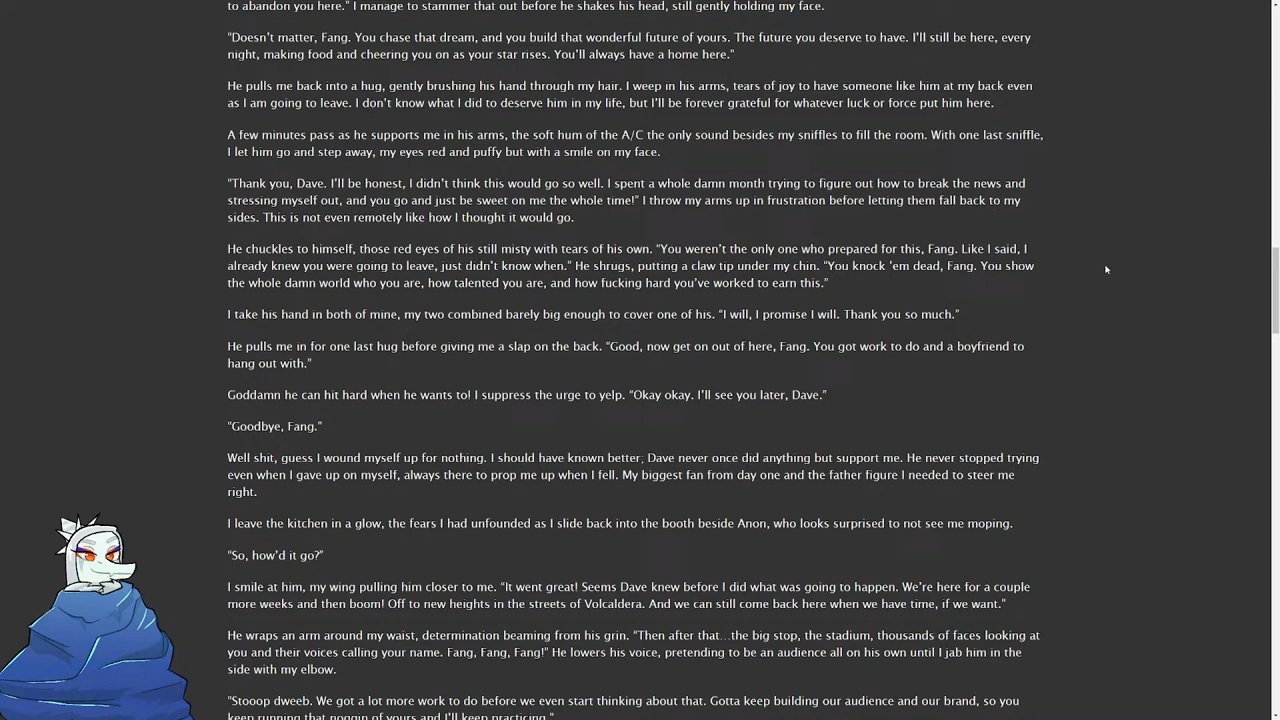 to abandon you here.” I manage to stammer that out before he shakes his head, still gently holding my face.
“Doesn’t matter, Fang. You chase that dream, and you build that wonderful future of yours. The future you deserve to have. I’ll still be here, every
night, making food and cheering you on as your star rises. You’ll always have a home here.”
He pulls me back into a hug, gently brushing his hand through my hair. I weep in his arms, tears of joy to have someone like him at my back even
as I am going to leave. I don’t know what I did to deserve him in my life, but I’ll be forever grateful for whatever luck or force put him here.
A few minutes pass as he supports me in his arms, the soft hum of the A/C the only sound besides my sniffles to fill the room. With one last sniffle,
I let him go and step away, my eyes red and puffy but with a smile on my face.
“Thank you, Dave. I’ll be honest, I didn’t think this would go so well. I spent a whole damn month trying to figure out how to break the news and
stressing myself out, and you go and just be sweet on me the whole time!” I throw my arms up in frustration before letting them fall back to my
sides. This is not even remotely like how I thought it would go.
He chuckles to himself, those red eyes of his still misty with tears of his own. “You weren’t the only one who prepared for this, Fang. Like I said, I
already knew you were going to leave, just didn’t know when.” He shrugs, putting a claw tip under my chin. “You knock ’em dead, Fang. You show
the whole damn world who you are, how talented you are, and how fucking hard you’ve worked to earn this.”
I take his hand in both of mine, my two combined barely big enough to cover one of his. “I will, I promise I will. Thank you so much.”
He pulls me in for one last hug before giving me a slap on the back. “Good, now get on out of here, Fang. You got work to do and a boyfriend to
hang out with.”
Goddamn he can hit hard when he wants to! I suppress the urge to yelp. “Okay okay. I’ll see you later, Dave.”
“Goodbye, Fang.”
Well shit, guess I wound myself up for nothing. I should have known better; Dave never once did anything but support me. He never stopped trying
even when I gave up on myself, always there to prop me up when I fell. My biggest fan from day one and the father figure I needed to steer me
right.
I leave the kitchen in a glow, the fears I had unfounded as I slide back into the booth beside Anon, who looks surprised to not see me moping.
“So, how’d it go?”
I smile at him, my wing pulling him closer to me. “It went great! Seems Dave knew before I did what was going to happen. We’re here for a couple
more weeks and then boom! Off to new heights in the streets of Volcaldera. And we can still come back here when we have time, if we want.”
He wraps an arm around my waist, determination beaming from his grin. “Then after that…the big stop, the stadium, thousands of faces looking at
you and their voices calling your name. Fang, Fang, Fang!” He lowers his voice, pretending to be an audience all on his own until I jab him in the
side with my elbow.
“Stooop dweeb. We got a lot more work to do before we even start thinking about that. Gotta keep building our audience and our brand, so you
keep running that noggin of yours and I’ll keep practicing.”